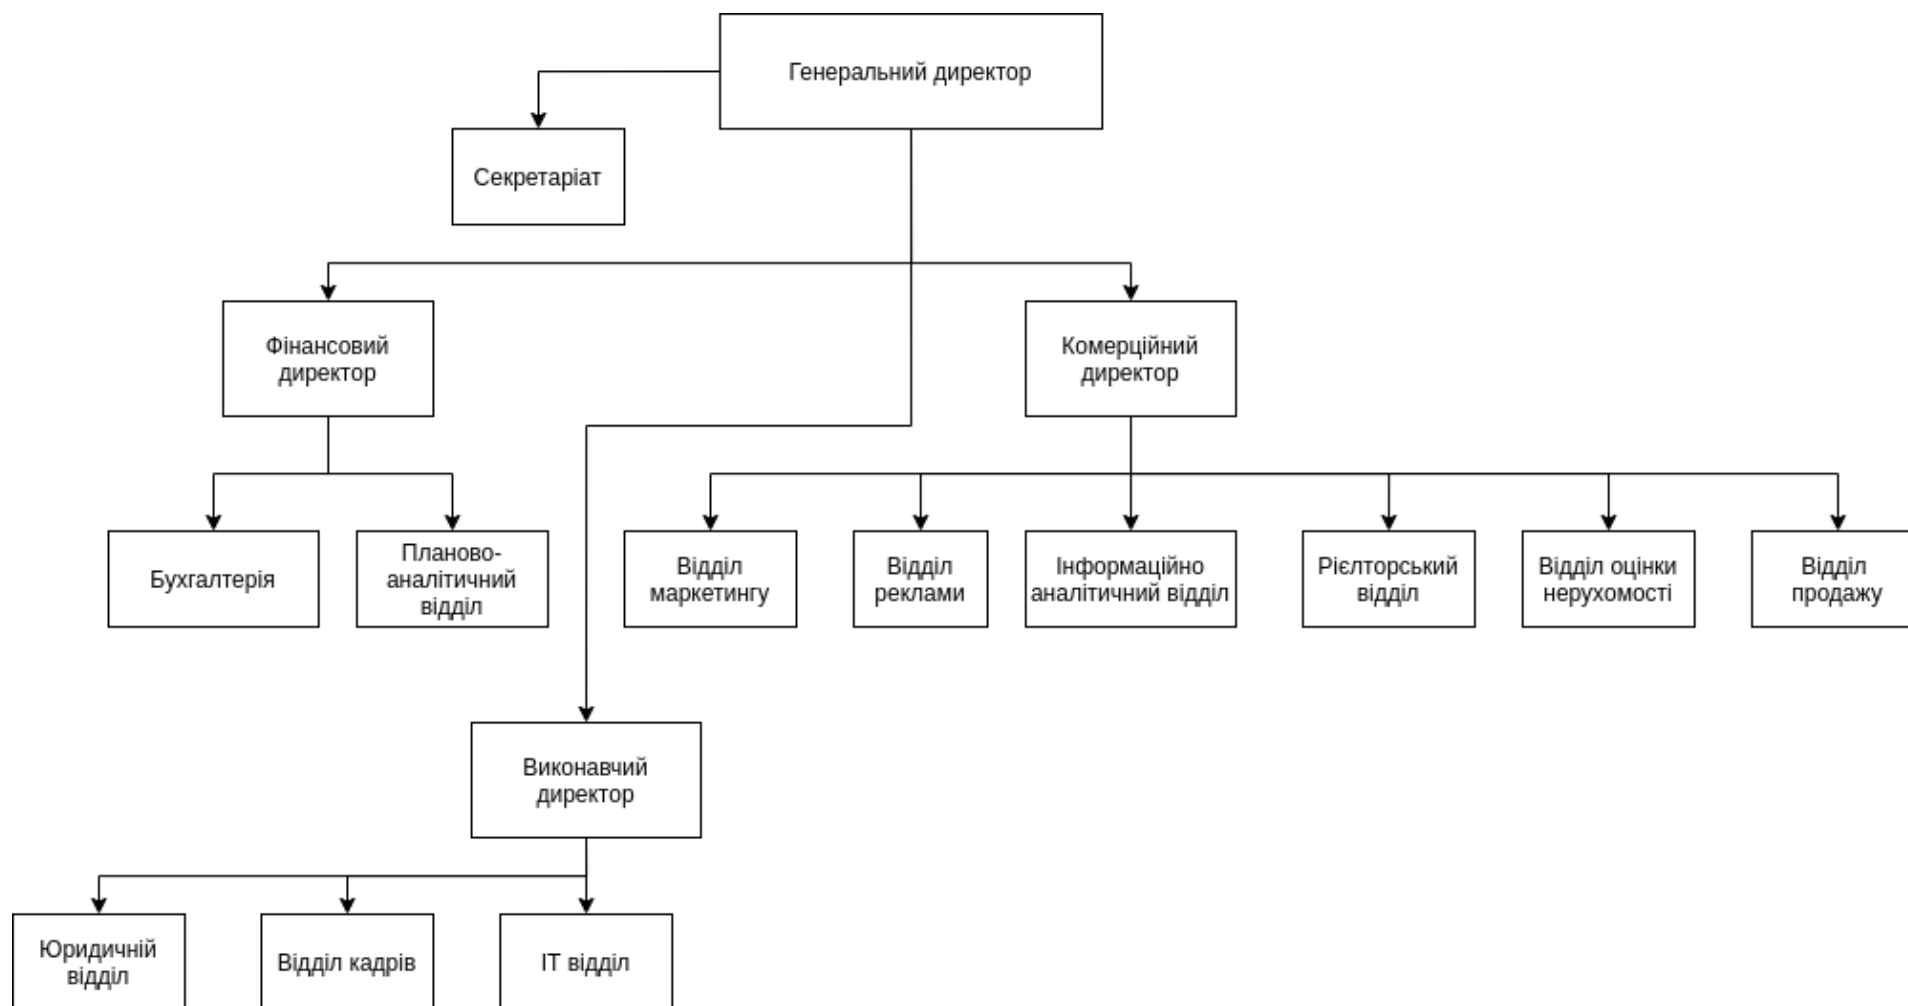 Генеральний директор
Секретаріат
Фінансовий
директор
Комерційний
директор
Бухгалтерія
Планово-
аналітичний
відділ
Відділ
маркетингу
Відділ
реклами
Інформаційно
аналітичний відділ
Рієлторський
відділ
Відділ оцінки
нерухомості
Відділ
продажу
Виконавчий
директор
Юридичній
відділ
Відділ кадрів
ІТ відділ